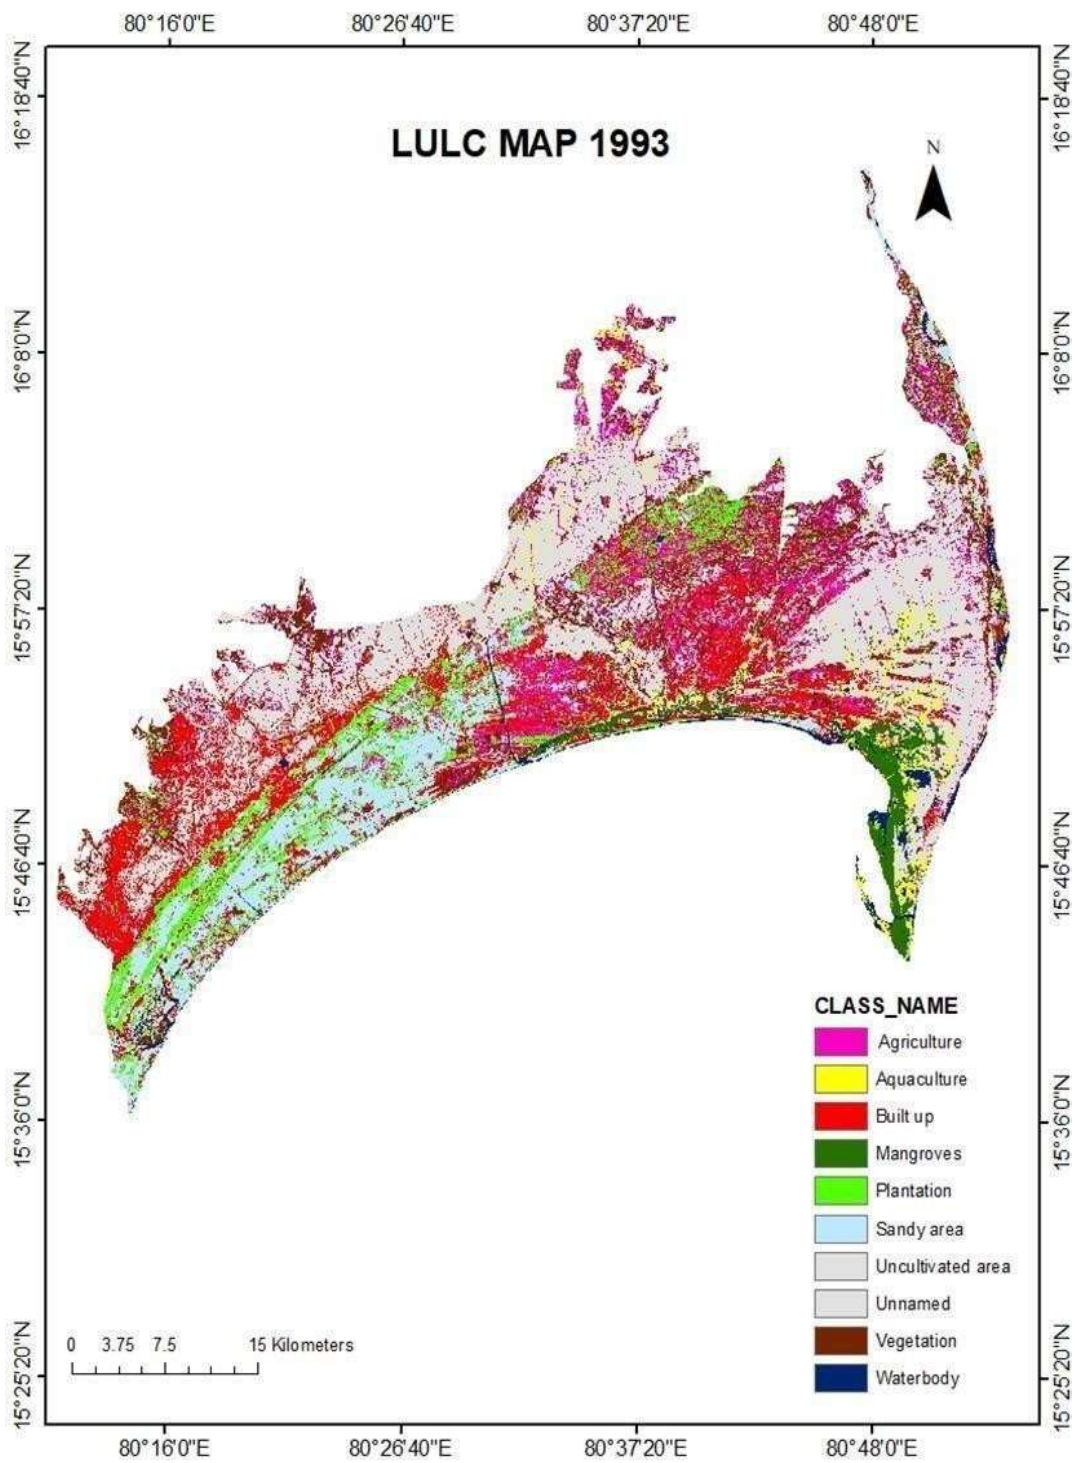 80°16'0"E 80°26'40"E 80°37'20"E 80°48'0"E
16°18'40"N 16°18'40"N
LULC MAP 1993
N
16°8'0"N 16°8'0"N
15°57'20"N 15°57'20"N
15°46'40"N 15°46'40"N
CLASS_NAME
Agriculture
Aquaculture
Built up
Mangroves
Plantation
Sandy area
Uncultivated area
Unnamed
Vegetation
Waterbody
15°36'0"N 15°36'0"N
0 3.75 7.5 15 Kilometers
15°25'20"N 15°25'20"N
80°16'0"E 80°26'40"E 80°37'20"E 80°48'0"E